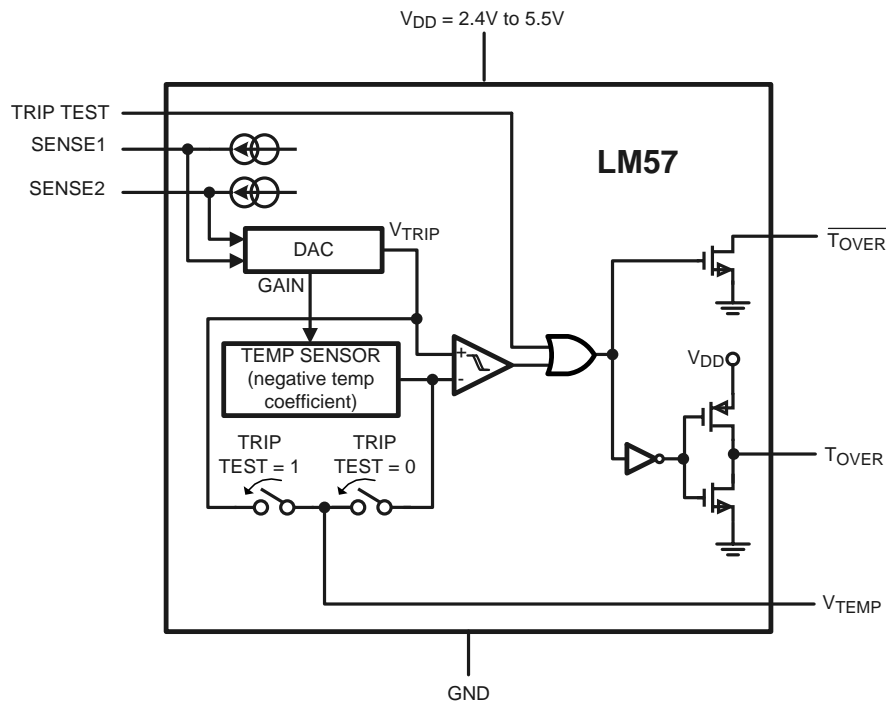 VDD = 2.4V to 5.5V
TRIP TEST
SENSE1
SENSE2
LM57
DAC
VTRIP
GAIN
TOVER
TEMP SENSOR
(negative temp
coefficient)
+
-
VDD
TRIP
TEST = 1
TRIP
TEST = 0
TOVER
VTEMP
GND